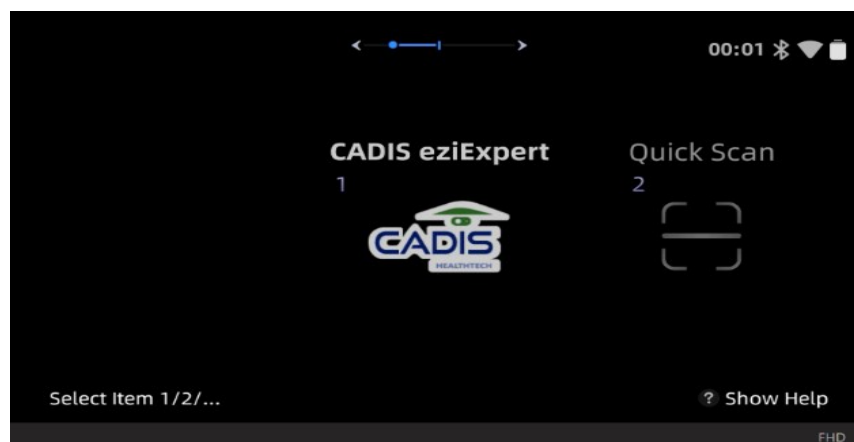 00:01
CADIS eziExpert
Quick Scan
1
2
CADIS
HEALTHTECH
Select Item 1/2/...
? Show Help
FHD